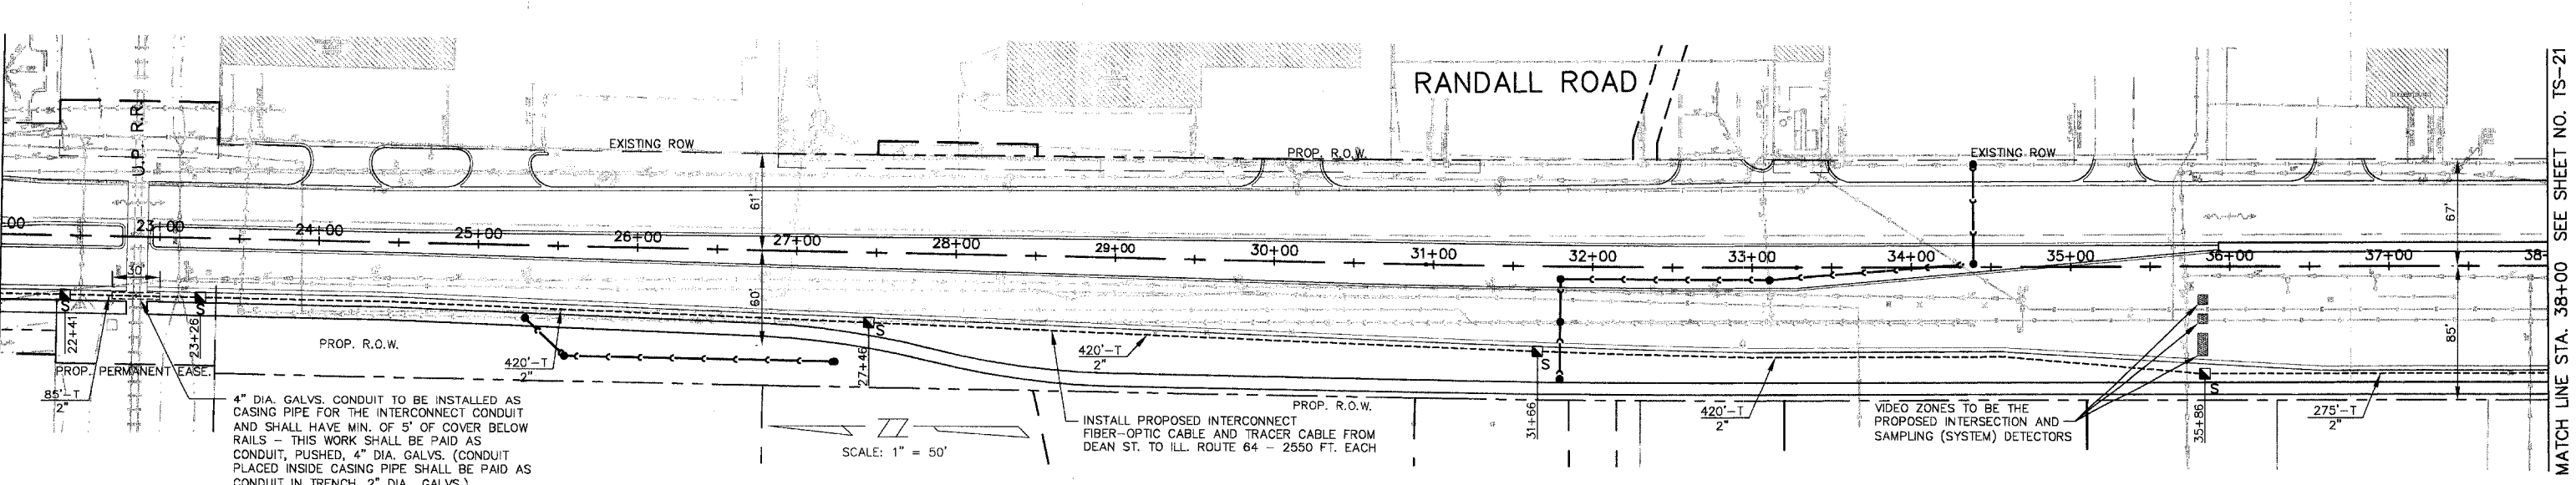 RANDALL ROAD
U.P. R.R.
EXISTING ROW
PROP. R.O.W.
EXISTING ROW
MATCH LINE STA. 38+00 SEE SHEET NO. TS-21
61'
67'
00
23+00
24+00
25+00
26+00
27+00
28+00
29+00
30+00
31+00
32+00
33+00
34+00
35+00
36+00
37+00
38-
30'
60'
85'
S
S
S
S
S
22+41
23+26
27+46
31+66
35+86
PROP. R.O.W.
PROP. PERMANENT EASE.
85'-T
2"
420'-T
2"
420'-T
2"
420'-T
2"
275'-T
2"
4" DIA. GALVS. CONDUIT TO BE INSTALLED AS
CASING PIPE FOR THE INTERCONNECT CONDUIT
AND SHALL HAVE MIN. OF 5' OF COVER BELOW
RAILS – THIS WORK SHALL BE PAID AS
CONDUIT, PUSHED, 4" DIA. GALVS. (CONDUIT
PLACED INSIDE CASING PIPE SHALL BE PAID AS
CONDUIT IN TRENCH, 2" DIA. GALVS.)
SCALE: 1" = 50'
INSTALL PROPOSED INTERCONNECT
FIBER-OPTIC CABLE AND TRACER CABLE FROM
DEAN ST. TO ILL. ROUTE 64 – 2550 FT. EACH
PROP. R.O.W.
VIDEO ZONES TO BE THE
PROPOSED INTERSECTION AND
SAMPLING (SYSTEM) DETECTORS